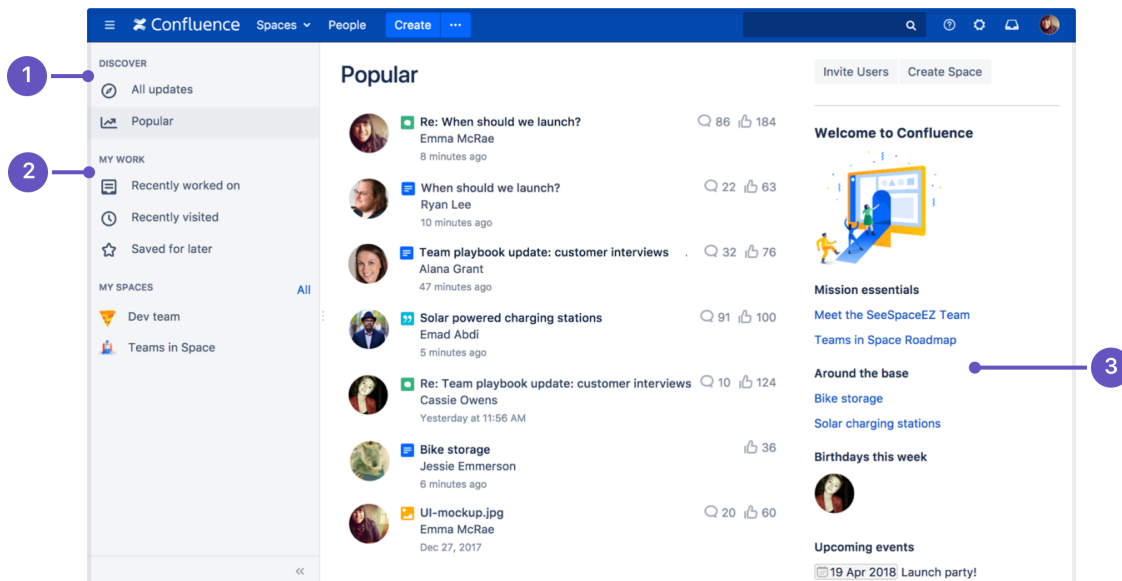 Confluence Spaces People Create ...
1
DISCOVER
All updates
Popular
2
MY WORK
Recently worked on
Recently visited
Saved for later
MY SPACES All
Dev team
Teams in Space
Popular
Re: When should we launch? 86 184
Emma McRae
8 minutes ago
When should we launch? 22 63
Ryan Lee
10 minutes ago
Team playbook update: customer interviews . 32 76
Alana Grant
47 minutes ago
Solar powered charging stations 91 100
Emad Abdi
5 minutes ago
Re: Team playbook update: customer interviews 10 124
Cassie Owens
Yesterday at 11:56 AM
Bike storage 36
Jessie Emmerson
6 minutes ago
UI-mockup.jpg 20 60
Emma McRae
Dec 27, 2017
Invite Users Create Space
Welcome to Confluence
Mission essentials
Meet the SeeSpaceEZ Team
Teams in Space Roadmap
3
Around the base
Bike storage
Solar charging stations
Birthdays this week
Upcoming events
19 Apr 2018 Launch party!